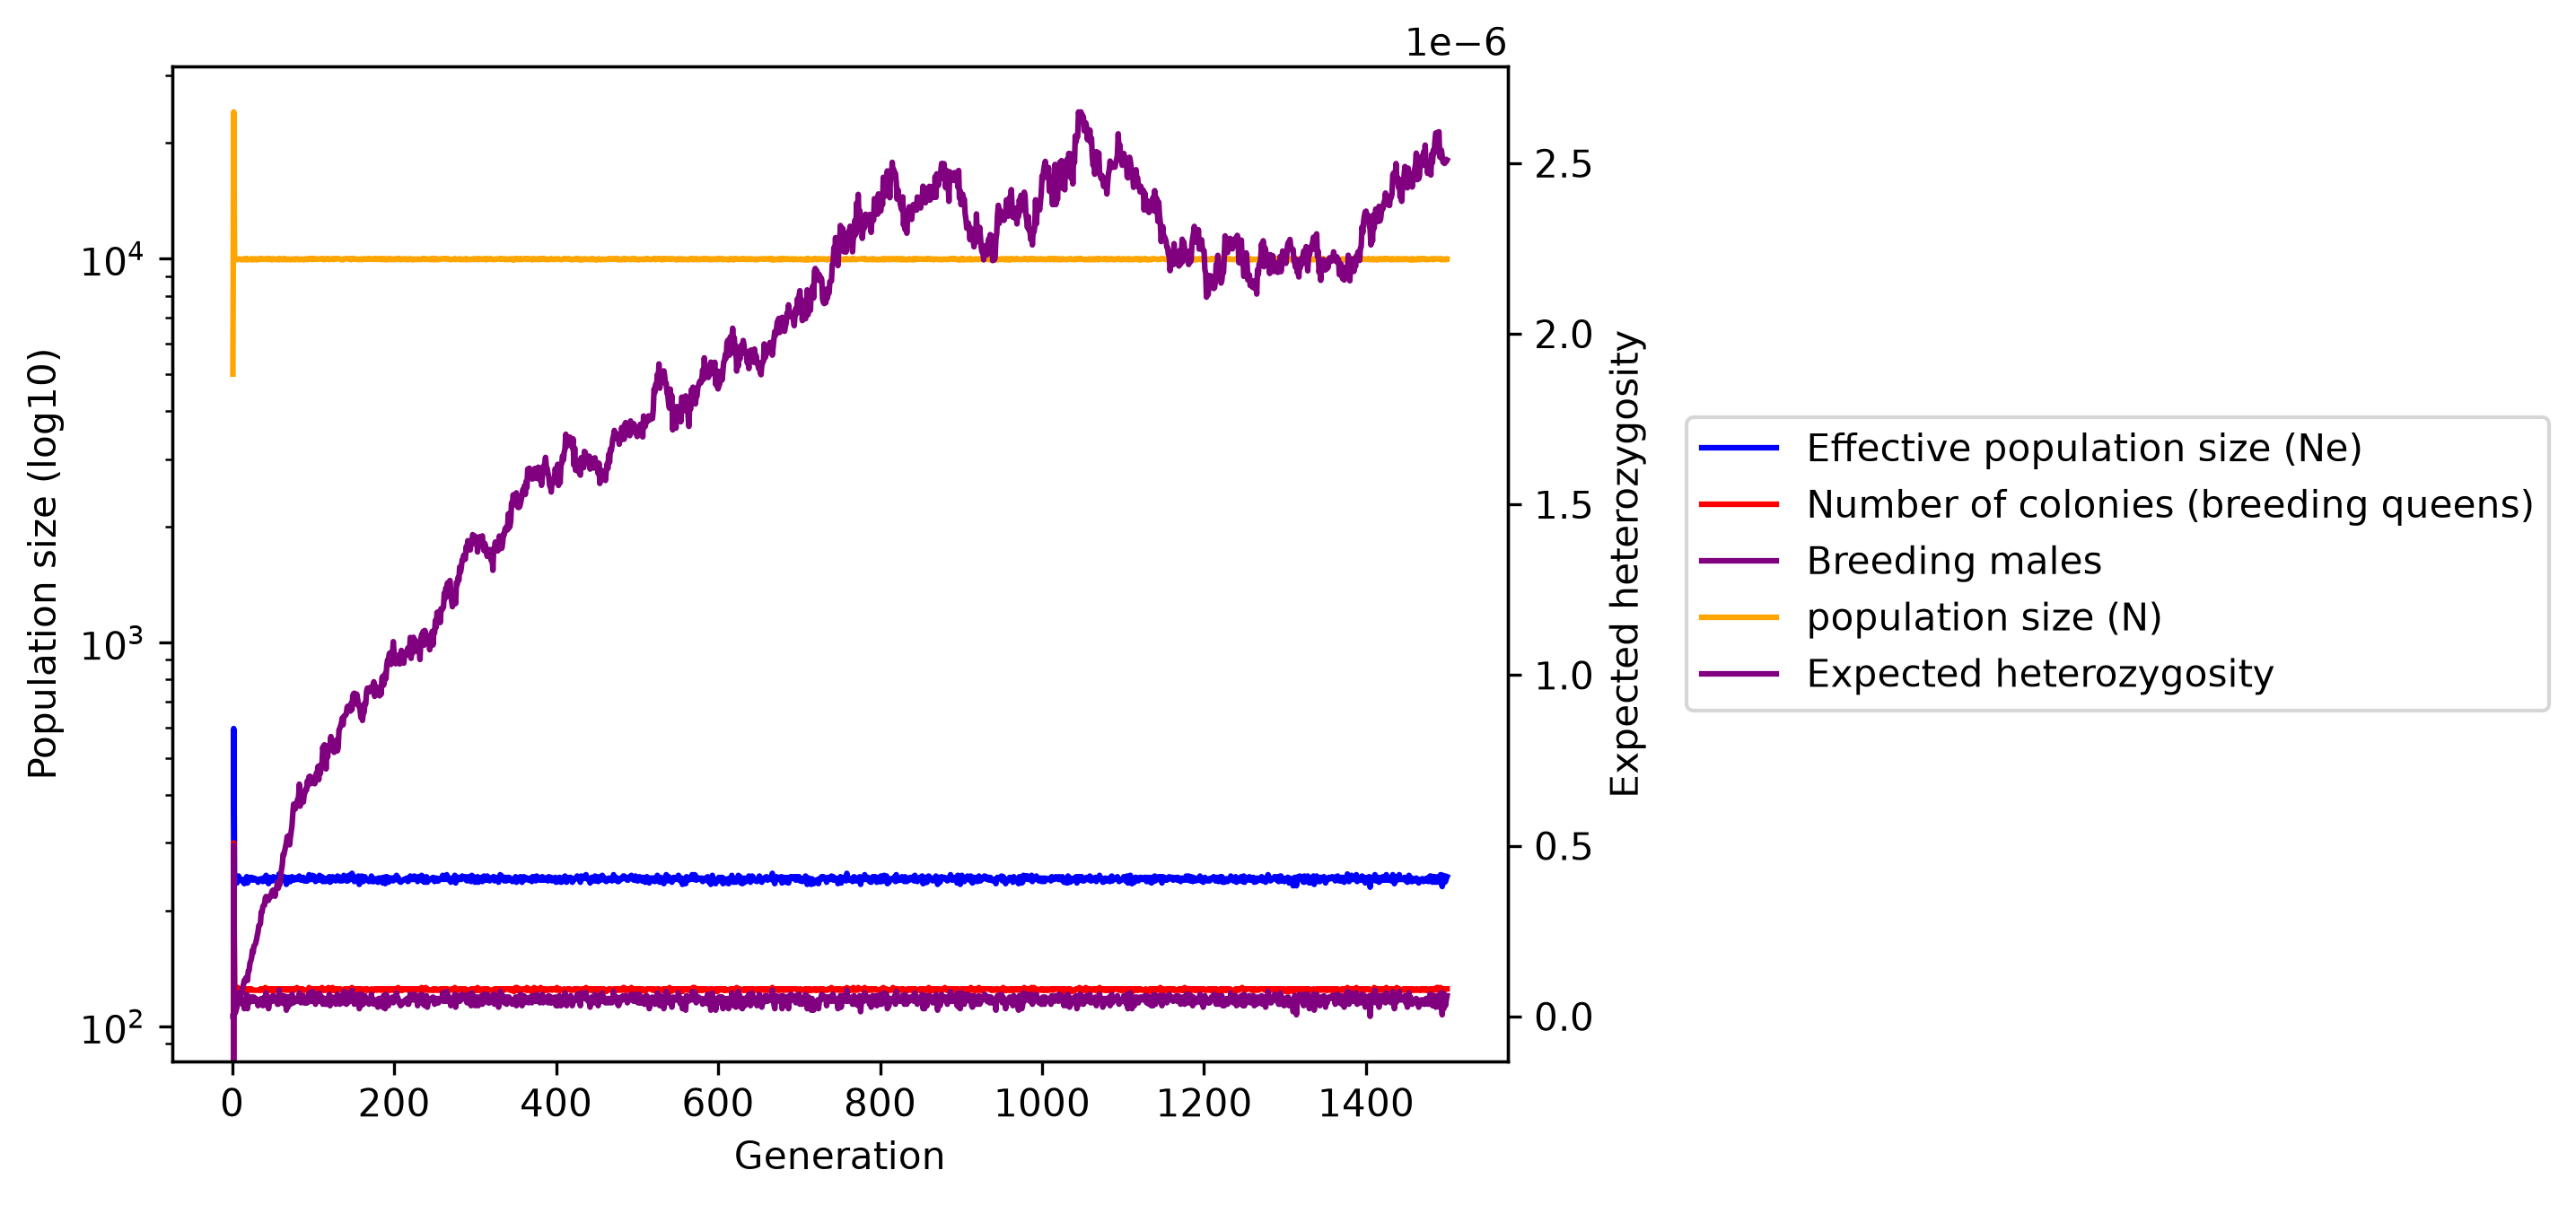 1e−6
Population size (log10)
10⁴
10³
10²
2.5
2.0
1.5
1.0
0.5
0.0
Expected heterozygosity
0 200 400 600 800 1000 1200 1400
Generation
Effective population size (Ne)
Number of colonies (breeding queens)
Breeding males
population size (N)
Expected heterozygosity